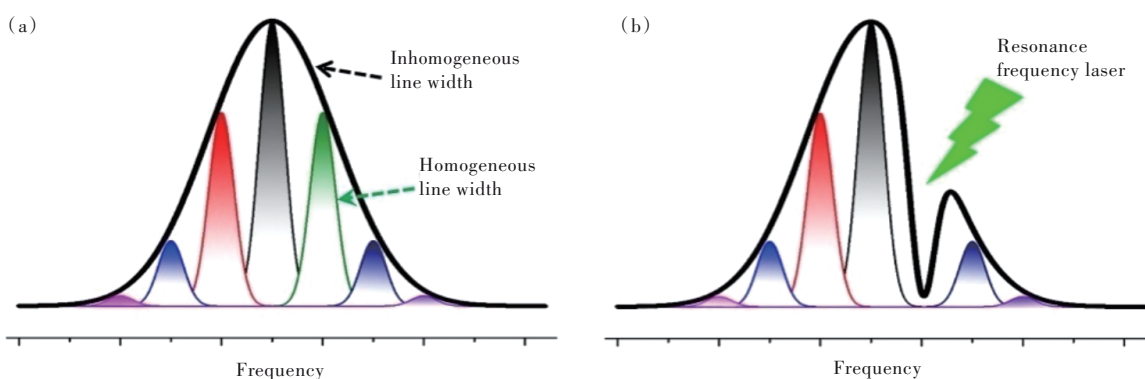 （a）
Inhomogeneous
line width
Homogeneous
line width
Frequency
（b）
Resonance
frequency laser
Frequency